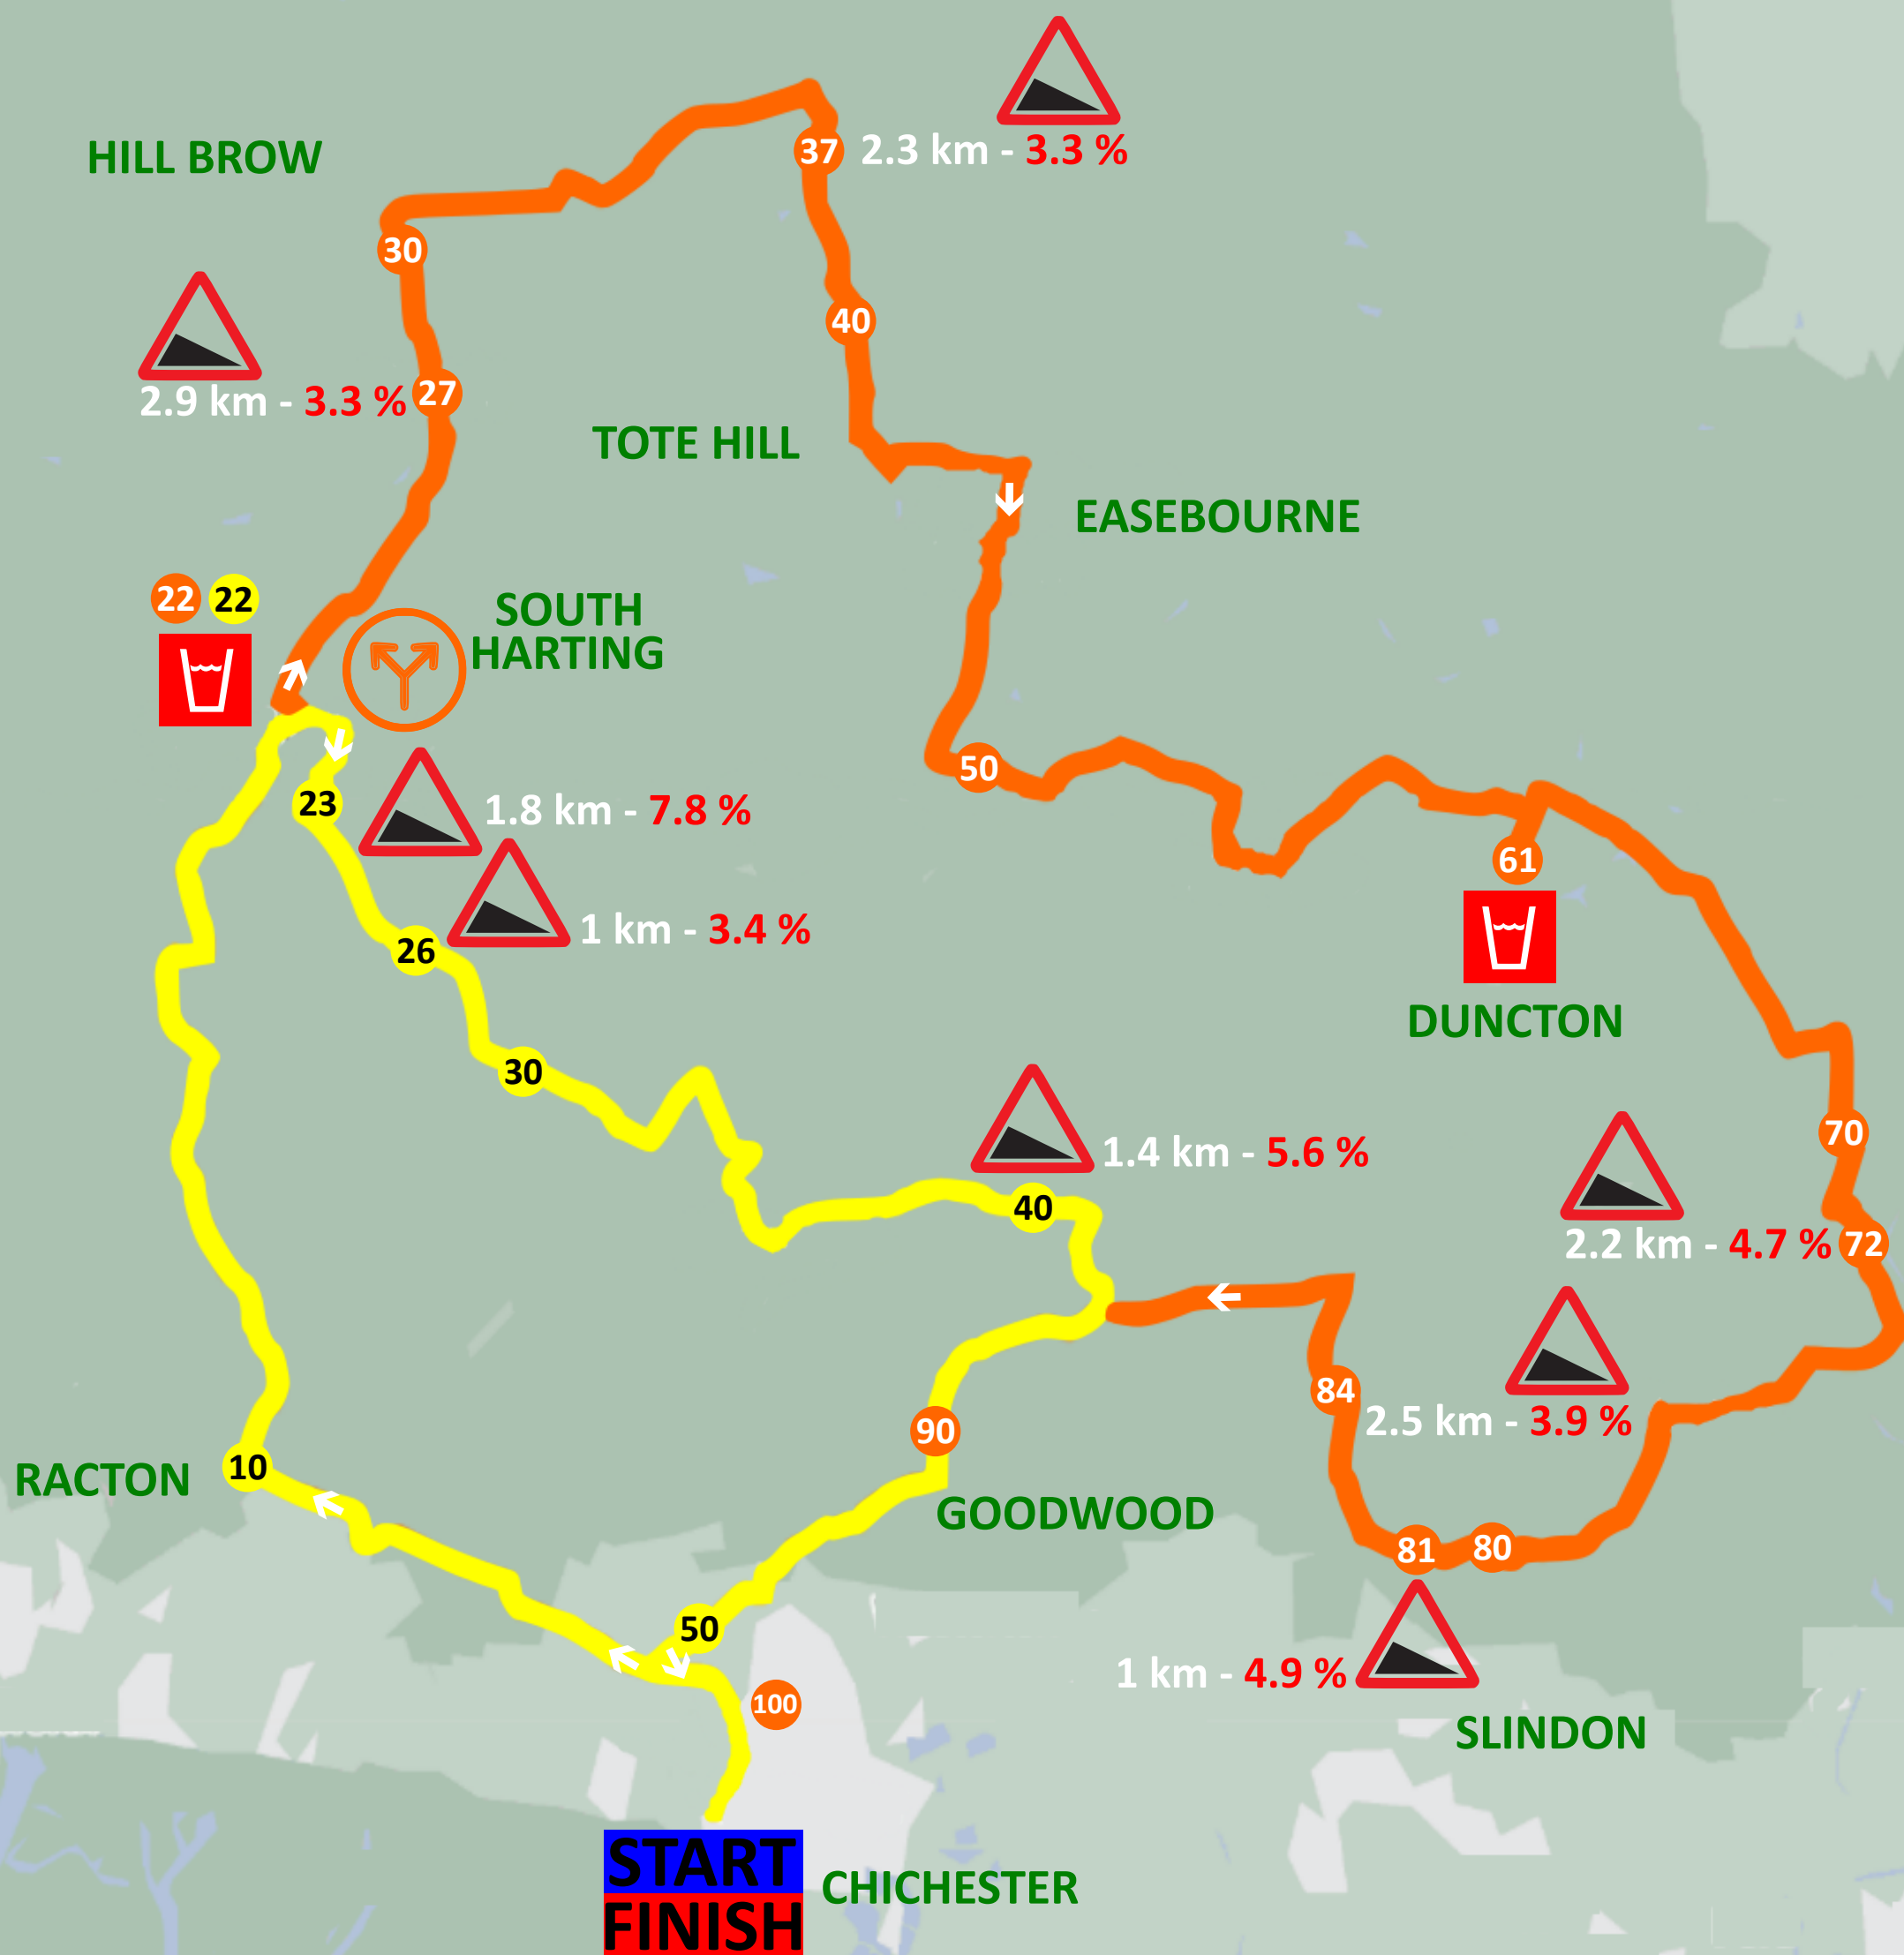 HILL BROW
37
2.3 km - 3.3 %
30
40
2.9 km - 3.3 %
27
TOTE HILL
EASEBOURNE
22
22
SOUTH
HARTING
50
23
1.8 km - 7.8 %
61
26
1 km - 3.4 %
DUNCTON
30
70
1.4 km - 5.6 %
40
2.2 km - 4.7 %
72
84
2.5 km - 3.9 %
90
10
RACTON
GOODWOOD
81
80
50
1 km - 4.9 %
100
SLINDON
START
FINISH
CHICHESTER